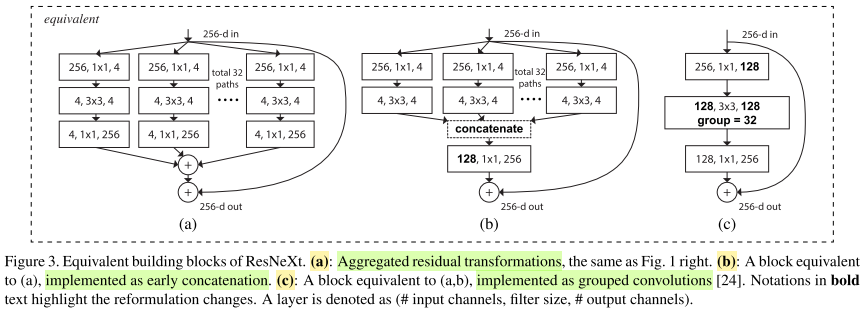 equivalent
256-d in
256, 1x1, 4
256, 1x1, 4
256, 1x1, 4
total 32
paths
4, 3x3, 4
4, 3x3, 4
4, 3x3, 4
4, 1x1, 256
4, 1x1, 256
4, 1x1, 256
+
+
256-d out
(a)
256-d in
256, 1x1, 4
256, 1x1, 4
256, 1x1, 4
total 32
paths
4, 3x3, 4
4, 3x3, 4
4, 3x3, 4
concatenate
128, 1x1, 256
+
256-d out
(b)
256-d in
256, 1x1, 128
128, 3x3, 128
group = 32
128, 1x1, 256
+
256-d out
(c)
Figure 3. Equivalent building blocks of ResNeXt. (a): Aggregated residual transformations, the same as Fig. 1 right. (b): A block equivalent
to (a), implemented as early concatenation. (c): A block equivalent to (a,b), implemented as grouped convolutions [24]. Notations in bold
text highlight the reformulation changes. A layer is denoted as (# input channels, filter size, # output channels).